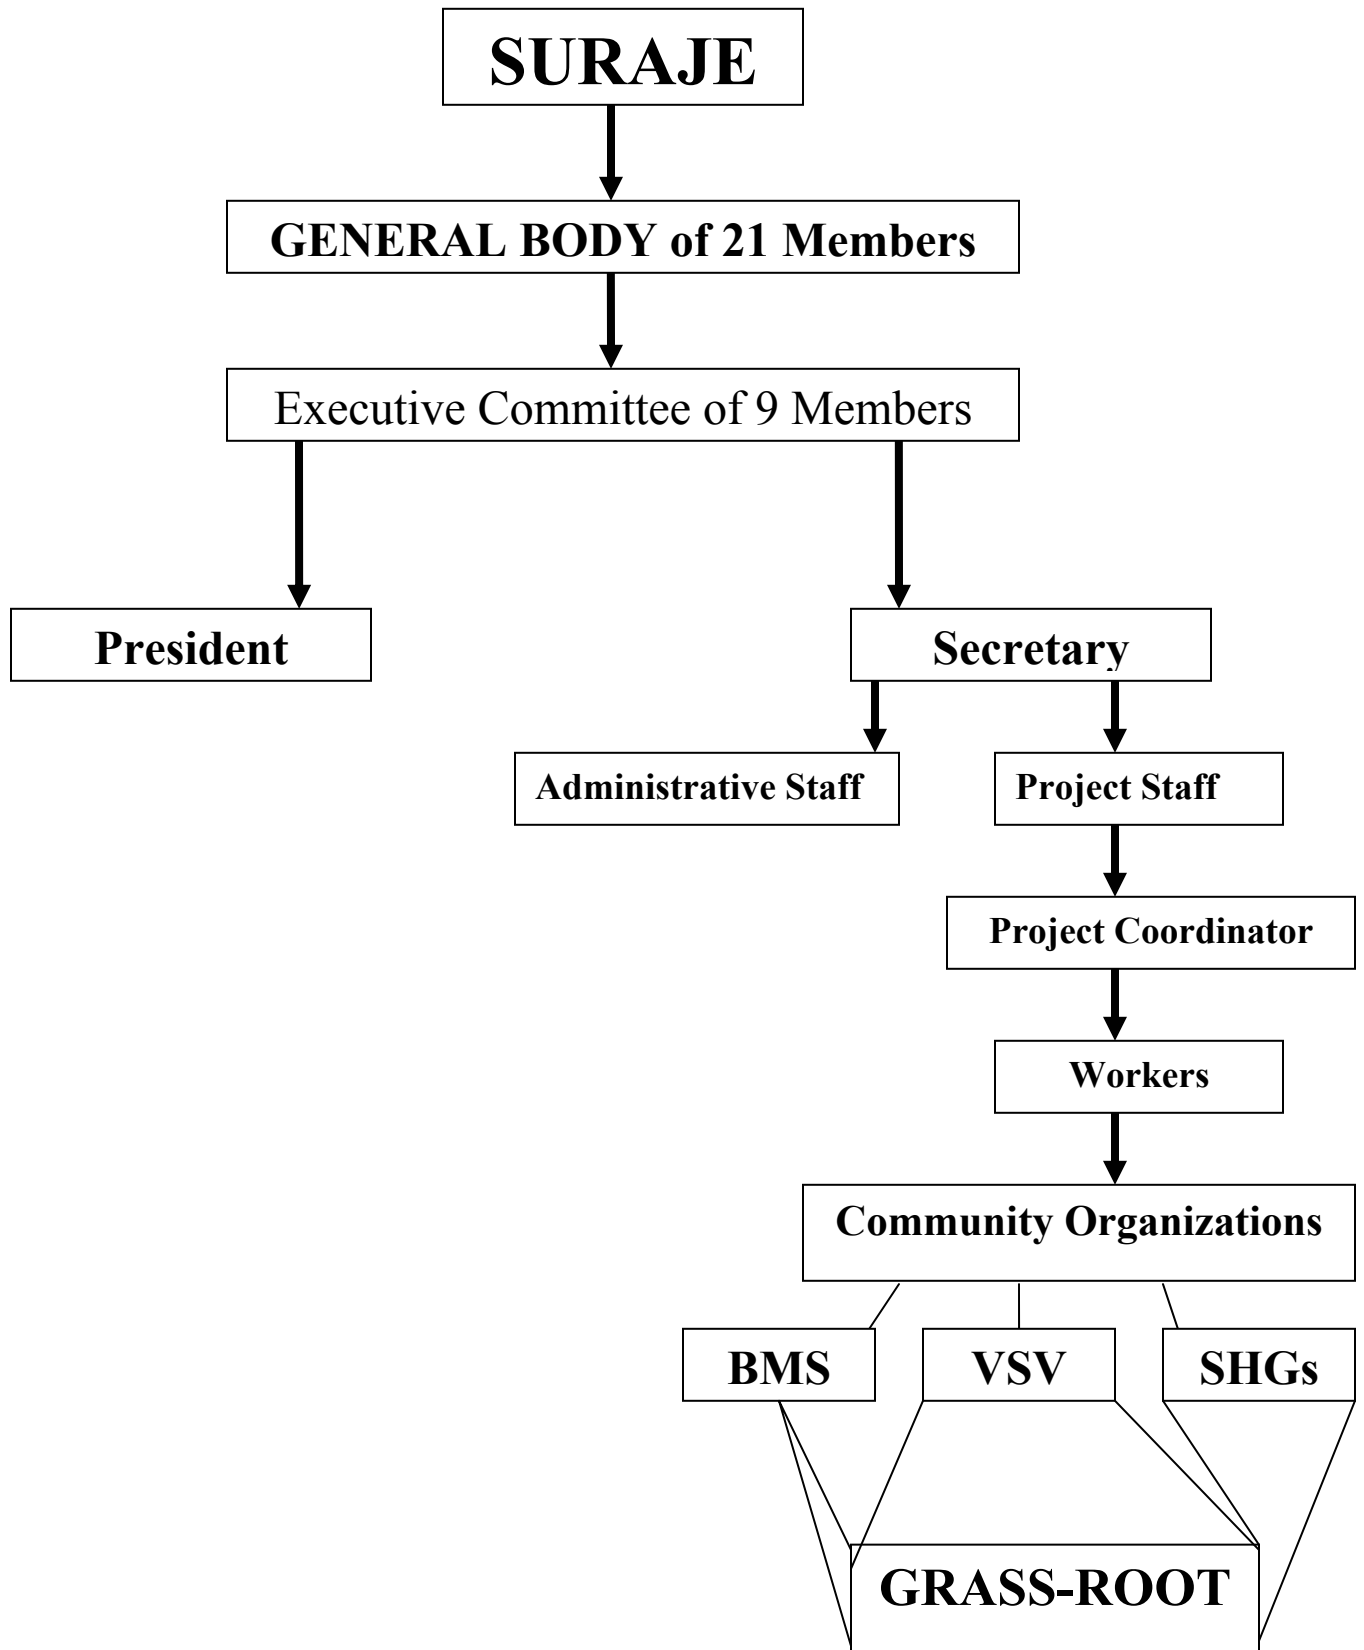 SURAJE
GENERAL BODY of 21 Members
Executive Committee of 9 Members
President
Secretary
Administrative Staff
Project Staff
Project Coordinator
Workers
Community Organizations
BMS
VSV
SHGs
GRASS-ROOT